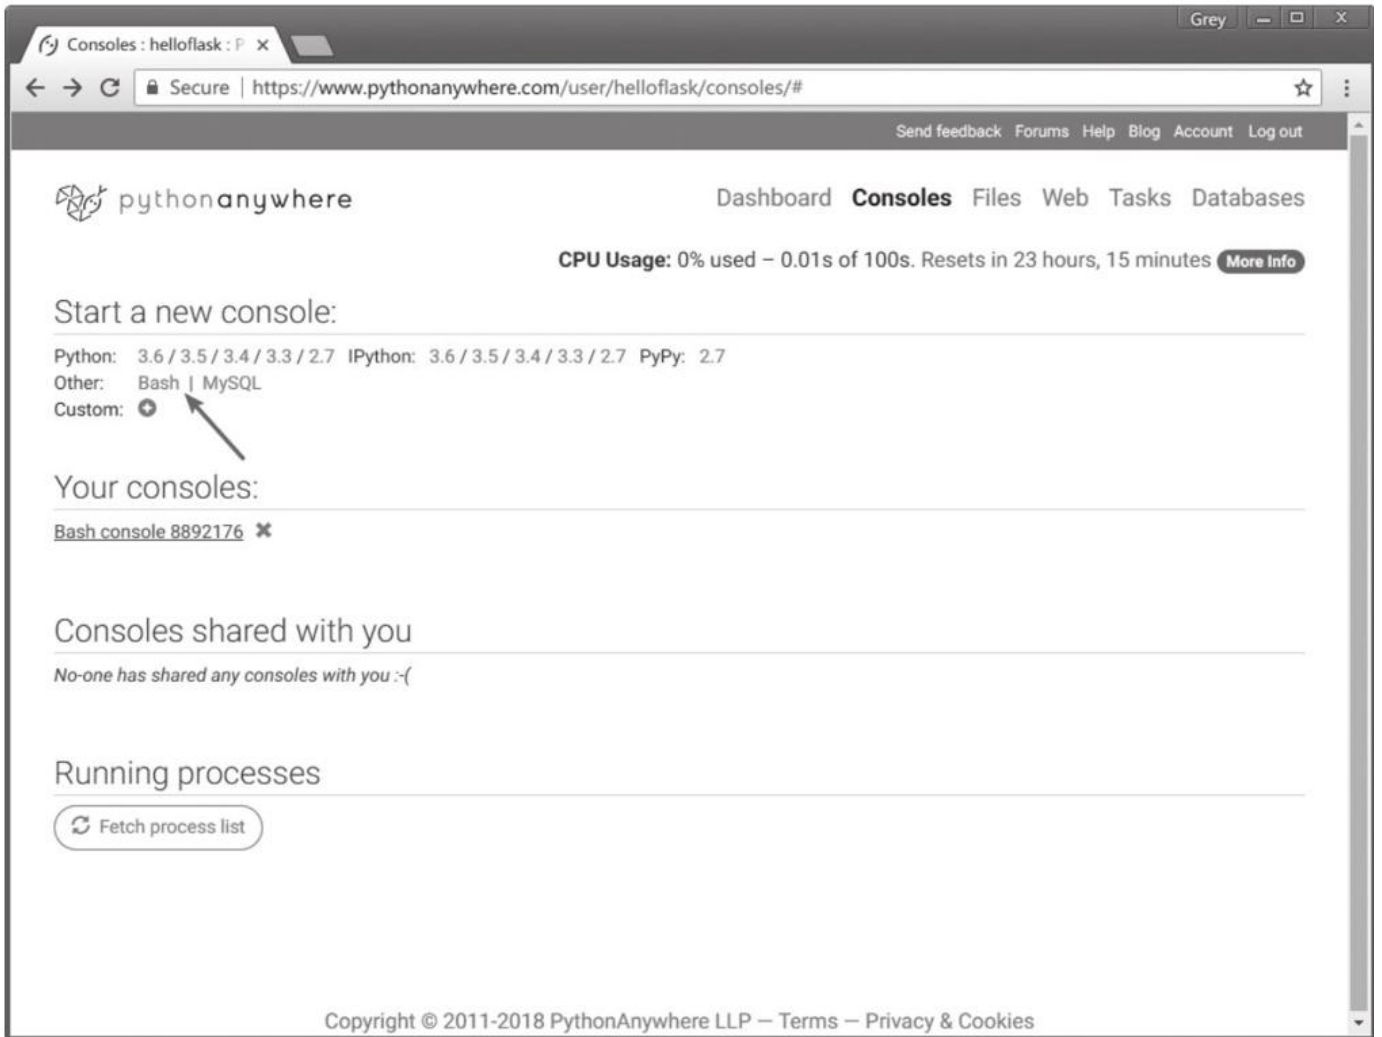 Grey
Consoles : helloflask : P
Secure | https://www.pythonanywhere.com/user/helloflask/consoles/#
Send feedback Forums Help Blog Account Log out
pythonanywhere
Dashboard Consoles Files Web Tasks Databases
CPU Usage: 0% used – 0.01s of 100s. Resets in 23 hours, 15 minutes More Info
Start a new console:
Python: 3.6 / 3.5 / 3.4 / 3.3 / 2.7 IPython: 3.6 / 3.5 / 3.4 / 3.3 / 2.7 PyPy: 2.7
Other: Bash | MySQL
Custom:
Your consoles:
Bash console 8892176
Consoles shared with you
No-one has shared any consoles with you :-(
Running processes
Fetch process list
Copyright © 2011-2018 PythonAnywhere LLP — Terms — Privacy & Cookies